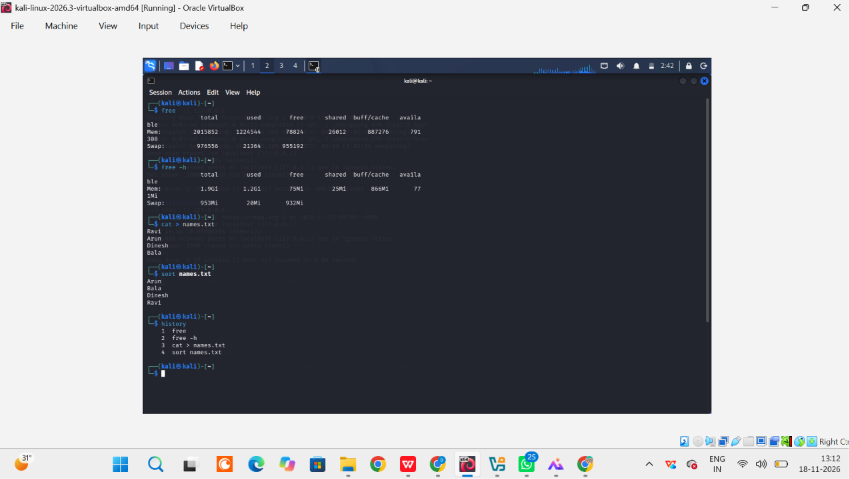 kali-linux-2026.3-virtualbox-amd64 [Running] - Oracle VirtualBox
File Machine View Input Devices Help
1 2 3 4 2:42
kali@kali: ~
Session Actions Edit View Help
┌──(kali㉿kali)-[~]
└─$ free
total used free shared buff/cache availa
ble
Mem: 2015852 1224544 78824 26012 887276 791
308
Swap: 976556 21364 955192
┌──(kali㉿kali)-[~]
└─$ free -h
total used free shared buff/cache availa
ble
Mem: 1.9Gi 1.2Gi 75Mi 25Mi 866Mi 77
1Mi
Swap: 953Mi 20Mi 932Mi
┌──(kali㉿kali)-[~]
└─$ cat > names.txt
Ravi
Arun
Dinesh
Bala
┌──(kali㉿kali)-[~]
└─$ sort names.txt
Arun
Bala
Dinesh
Ravi
┌──(kali㉿kali)-[~]
└─$ history
1 free
2 free -h
3 cat > names.txt
4 sort names.txt
┌──(kali㉿kali)-[~]
└─$
Right C
31°
25
ENG
IN
13:12
18-11-2026